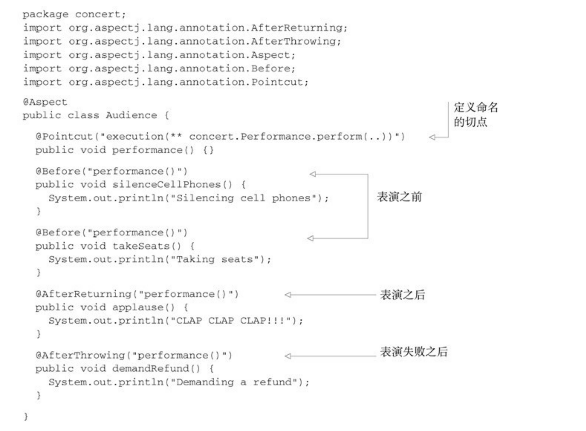 package concert;
import org.aspectj.lang.annotation.AfterReturning;
import org.aspectj.lang.annotation.AfterThrowing;
import org.aspectj.lang.annotation.Aspect;
import org.aspectj.lang.annotation.Before;
import org.aspectj.lang.annotation.Pointcut;
@Aspect
public class Audience {
定义命名
的切点
@Pointcut("execution(** concert.Performance.perform(..))")
public void performance() {}
@Before("performance()")
public void silenceCellPhones() {
System.out.println("Silencing cell phones");
}
表演之前
@Before("performance()")
public void takeSeats() {
System.out.println("Taking seats");
}
@AfterReturning("performance()")
表演之后
public void applause() {
System.out.println("CLAP CLAP CLAP!!!");
}
@AfterThrowing("performance()")
表演失败之后
public void demandRefund() {
System.out.println("Demanding a refund");
}
}